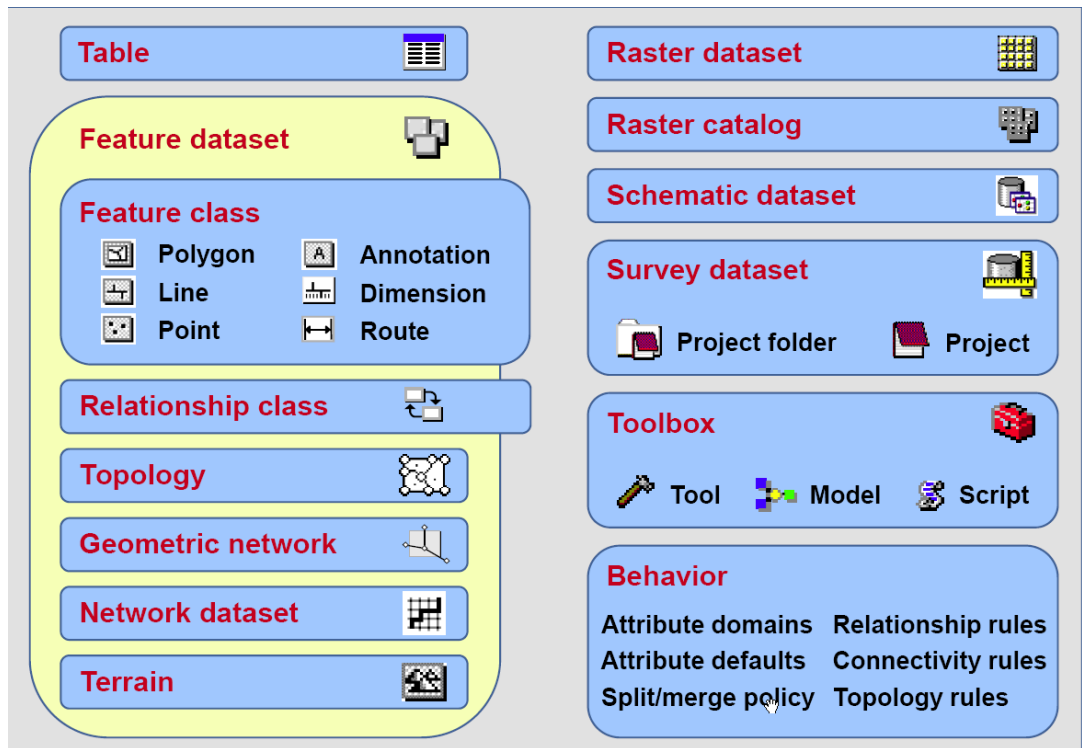 Table
Feature dataset
Feature class
Polygon
Annotation
Line
Dimension
Point
Route
Relationship class
Topology
Geometric network
Network dataset
Terrain
Raster dataset
Raster catalog
Schematic dataset
Survey dataset
Project folder
Project
Toolbox
Tool
Model
Script
Behavior
Attribute domains
Relationship rules
Attribute defaults
Connectivity rules
Split/merge policy
Topology rules